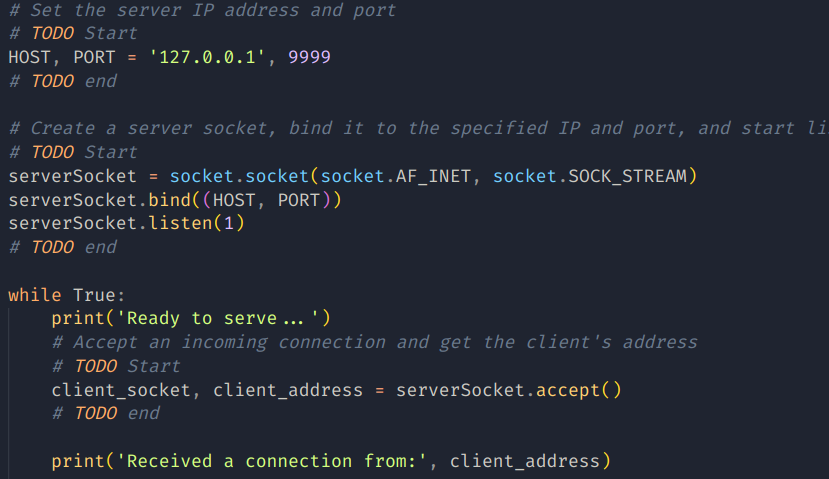 # Set the server IP address and port
# TODO Start
HOST, PORT = '127.0.0.1', 9999
# TODO end
# Create a server socket, bind it to the specified IP and port, and start li
# TODO Start
serverSocket = socket.socket(socket.AF_INET, socket.SOCK_STREAM)
serverSocket.bind((HOST, PORT))
serverSocket.listen(1)
# TODO end
while True:
    print('Ready to serve...')
    # Accept an incoming connection and get the client's address
    # TODO Start
    client_socket, client_address = serverSocket.accept()
    # TODO end
    print('Received a connection from:', client_address)